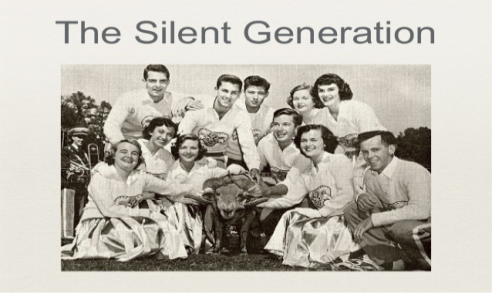 The Silent Generation